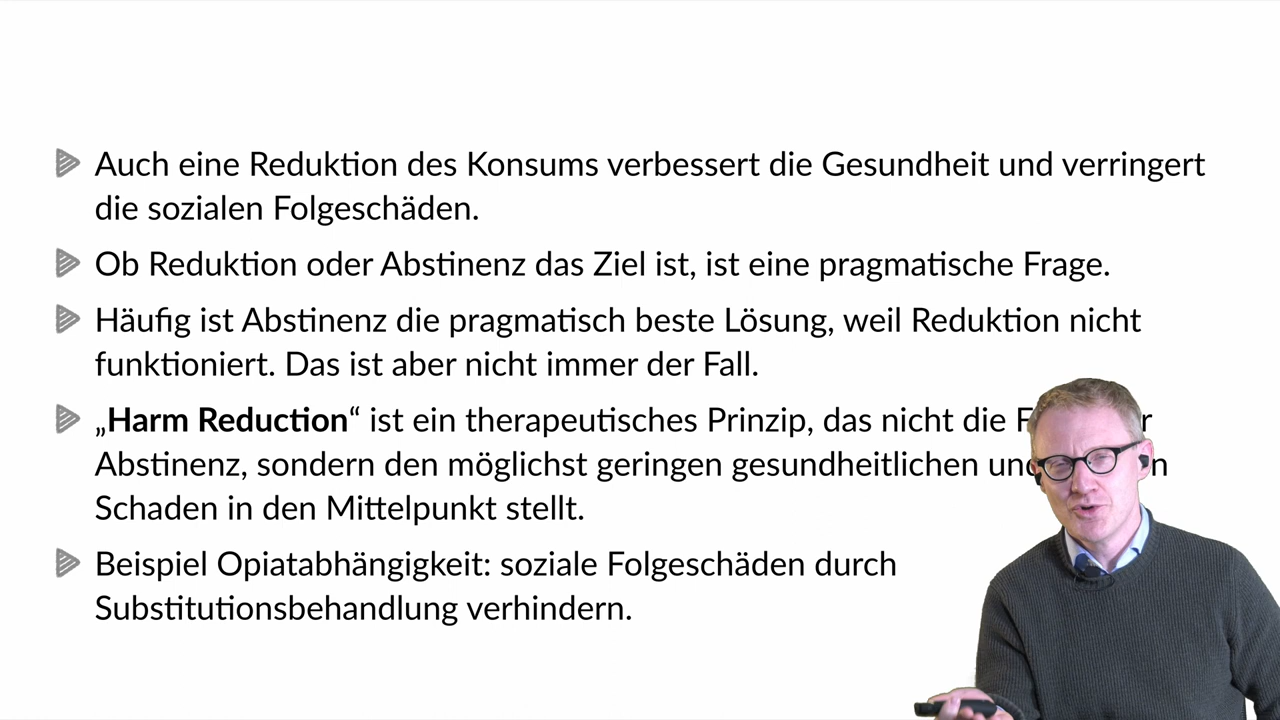 Auch eine Reduktion des Konsums verbessert die Gesundheit und verringert
die sozialen Folgeschäden.
Ob Reduktion oder Abstinenz das Ziel ist, ist eine pragmatische Frage.
Häufig ist Abstinenz die pragmatisch beste Lösung, weil Reduktion nicht
funktioniert. Das ist aber nicht immer der Fall.
„Harm Reduction“ ist ein therapeutisches Prinzip, das nicht die
Abstinenz, sondern den möglichst geringen gesundheitlichen und
Schaden in den Mittelpunkt stellt.
Beispiel Opiatabhängigkeit: soziale Folgeschäden durch
Substitutionsbehandlung verhindern.